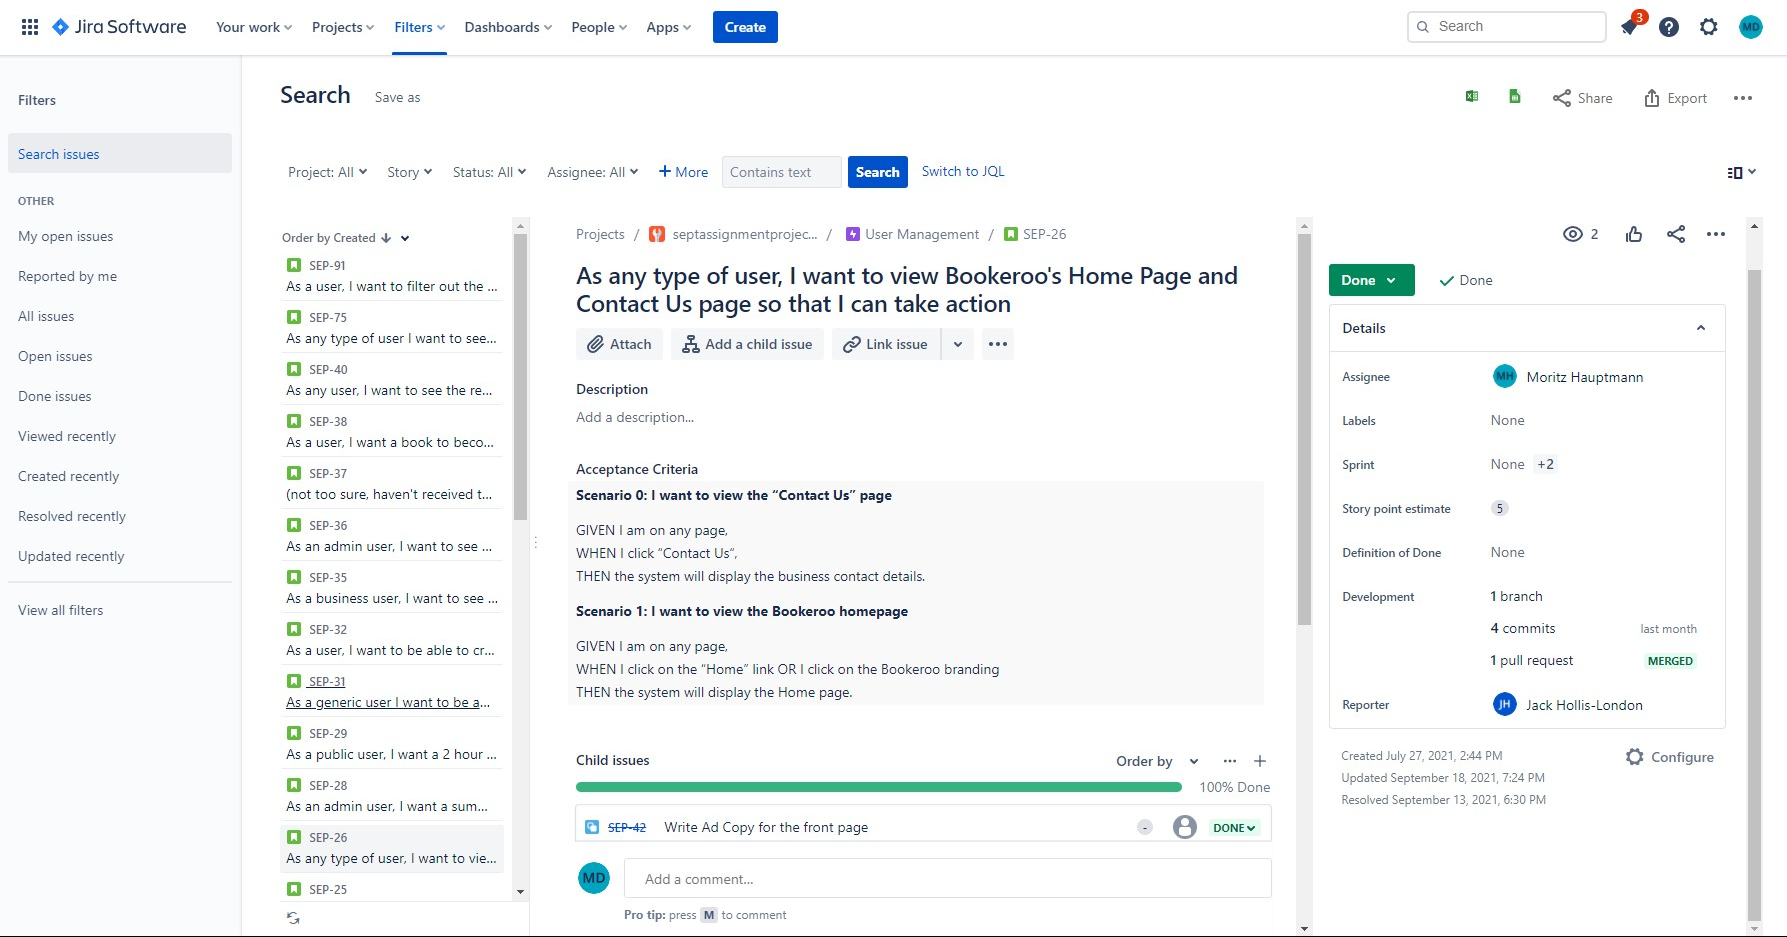 Jira Software
Your work
Projects
Filters
Dashboards
People
Apps
Create
Search
3
MD
Filters
Search issues
OTHER
My open issues
Reported by me
All issues
Open issues
Done issues
Viewed recently
Created recently
Resolved recently
Updated recently
View all filters
Search
Save as
Share
Export
Project: All
Story
Status: All
Assignee: All
+ More
Contains text
Search
Switch to JQL
Order by Created
SEP-91
As a user, I want to filter out the ...
SEP-75
As any type of user I want to see...
SEP-40
As any user, I want to see the re...
SEP-38
As a user, I want a book to beco...
SEP-37
(not too sure, haven't received t...
SEP-36
As an admin user, I want to see ...
SEP-35
As a business user, I want to see ...
SEP-32
As a user, I want to be able to cr...
SEP-31
As a generic user I want to be a...
SEP-29
As a public user, I want a 2 hour ...
SEP-28
As an admin user, I want a sum...
SEP-26
As any type of user, I want to vie...
SEP-25
Projects / septassignmentprojec... / User Management / SEP-26
As any type of user, I want to view Bookeroo's Home Page and
Contact Us page so that I can take action
Attach
Add a child issue
Link issue
Description
Add a description...
Acceptance Criteria
Scenario 0: I want to view the “Contact Us” page
GIVEN I am on any page,
WHEN I click “Contact Us”,
THEN the system will display the business contact details.
Scenario 1: I want to view the Bookeroo homepage
GIVEN I am on any page,
WHEN I click on the “Home” link OR I click on the Bookeroo branding
THEN the system will display the Home page.
Child issues
Order by
100% Done
SEP-42 Write Ad Copy for the front page
-
DONE
MD
Add a comment...
Pro tip: press M to comment
2
Done
Done
Details
Assignee
MH Moritz Hauptmann
Labels
None
Sprint
None +2
Story point estimate
5
Definition of Done
None
Development
1 branch
4 commits
last month
1 pull request
MERGED
Reporter
JH Jack Hollis-London
Created July 27, 2021, 2:44 PM
Updated September 18, 2021, 7:24 PM
Resolved September 13, 2021, 6:30 PM
Configure